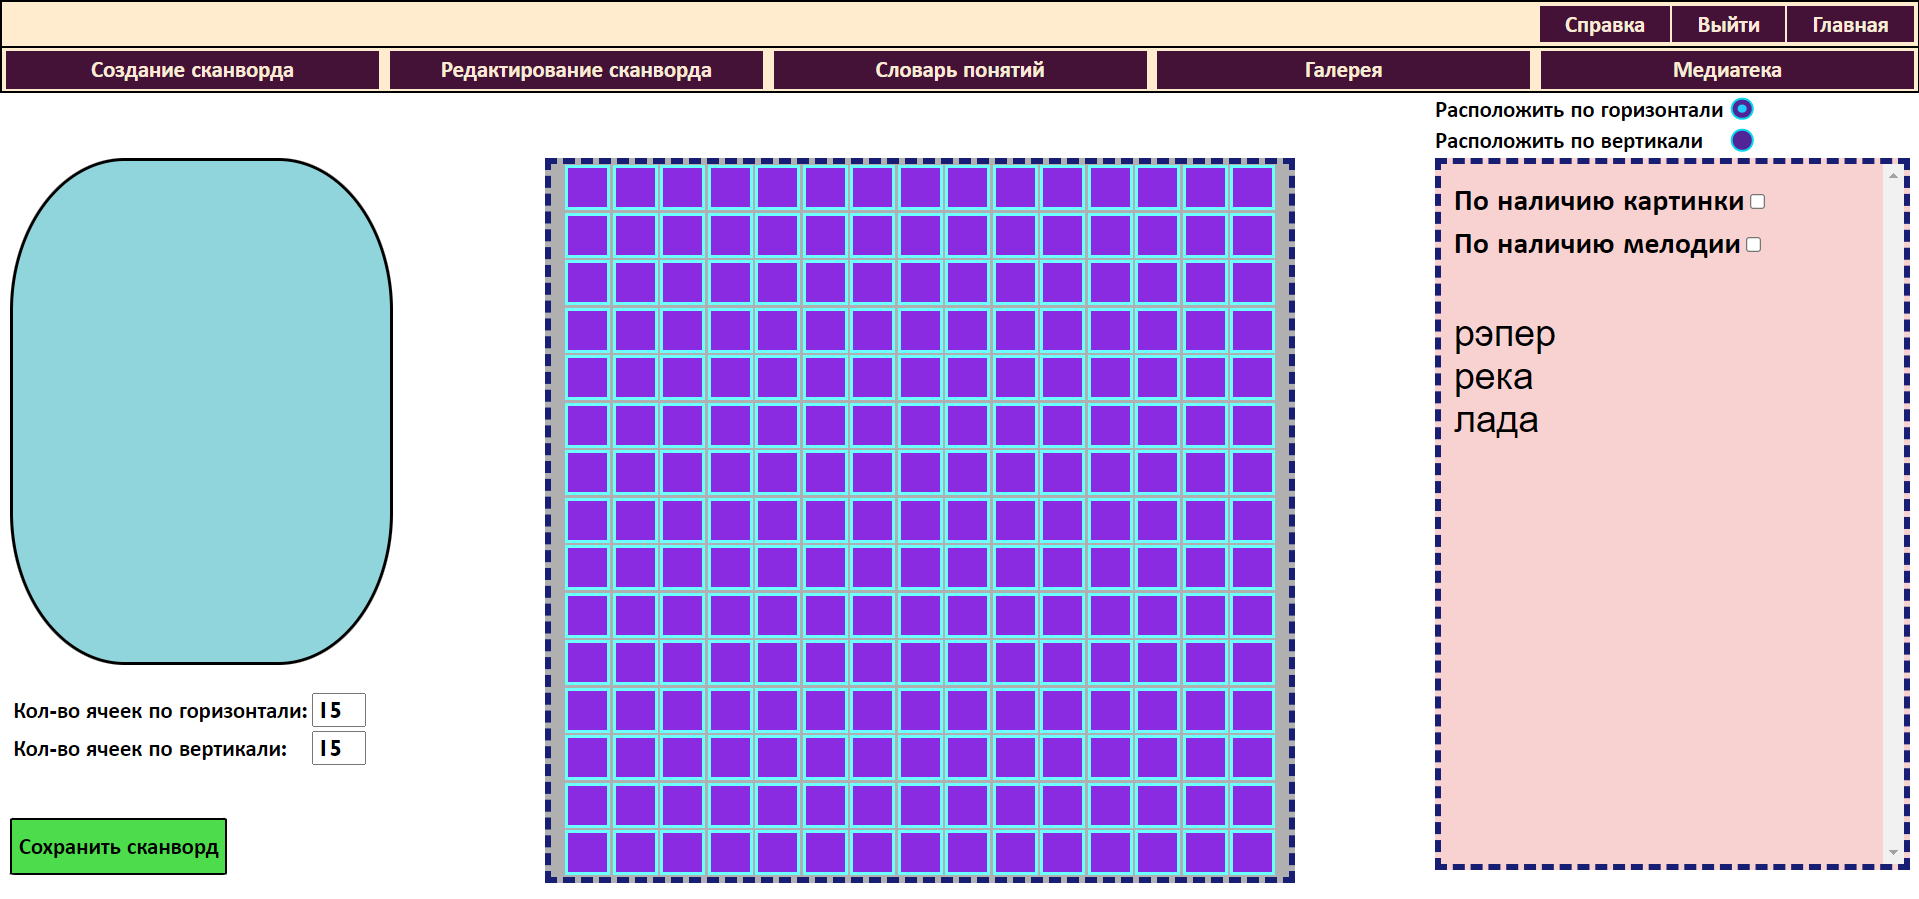 Справка Выйти Главная
Создание сканворда Редактирование сканворда Словарь понятий Галерея Медиатека
Расположить по горизонтали
Расположить по вертикали
По наличию картинки
По наличию мелодии
рэпер
река
лада
Кол-во ячеек по горизонтали: 15
Кол-во ячеек по вертикали: 15
Сохранить сканворд